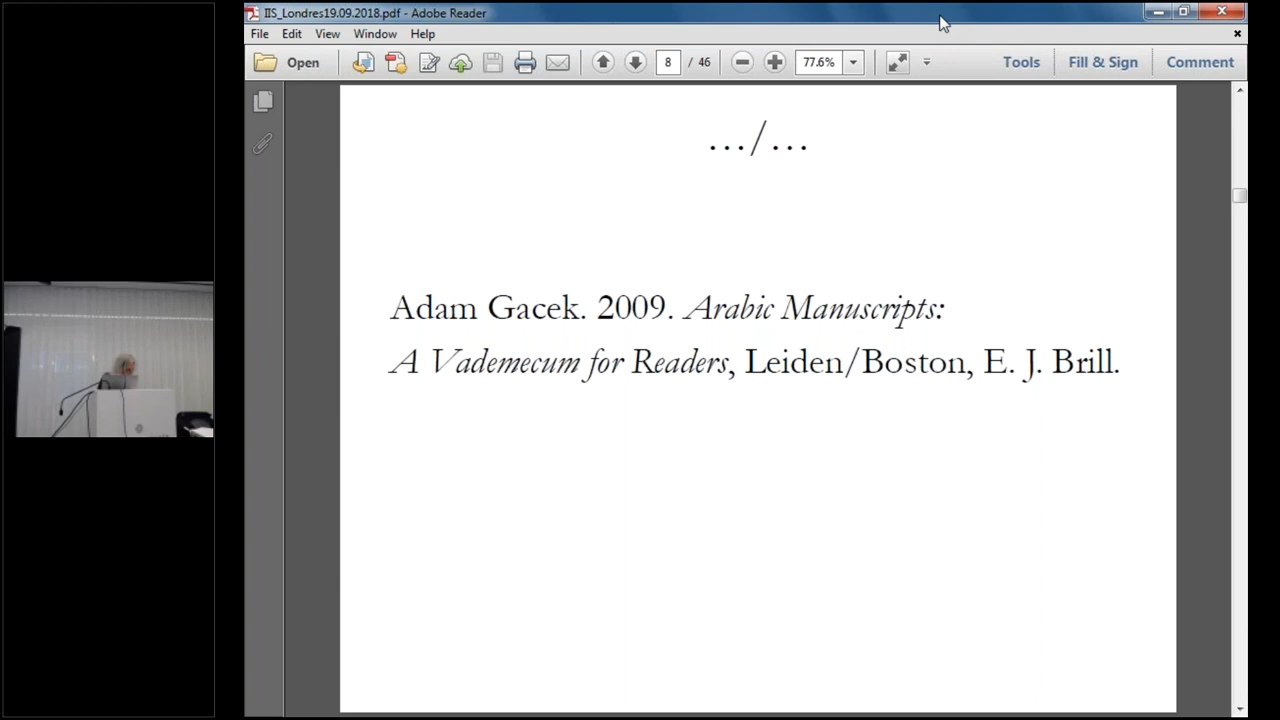 IIS_Londres19.09.2018.pdf - Adobe Reader
File Edit View Window Help
Open 8 / 46 77.6% Tools Fill & Sign Comment
…/…
Adam Gacek. 2009. Arabic Manuscripts:
A Vademecum for Readers, Leiden/Boston, E. J. Brill.